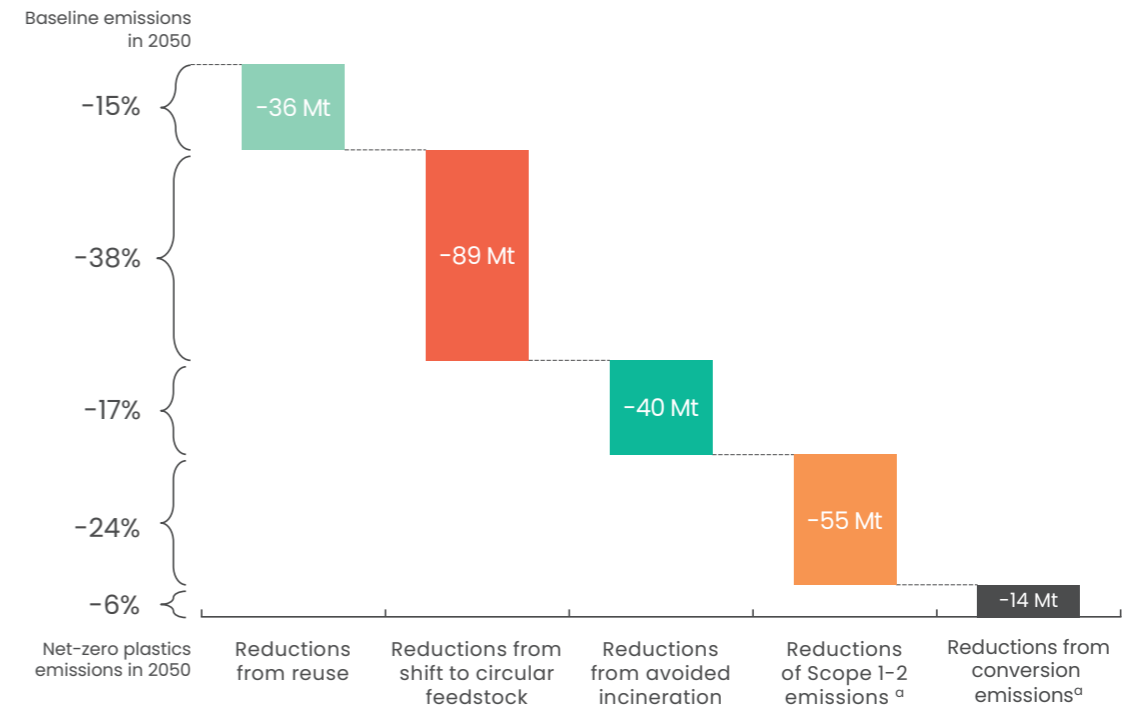 Baseline emissions
in 2050
-15%
-36 Mt
-38%
-89 Mt
-17%
-40 Mt
-24%
-55 Mt
-6%
-14 Mt
Net-zero plastics
emissions in 2050
Reductions
from reuse
Reductions from
shift to circular
feedstock
Reductions
from avoided
incineration
Reductions
of Scope 1-2
emissions ᵃ
Reductions from
conversion
emissionsᵃ